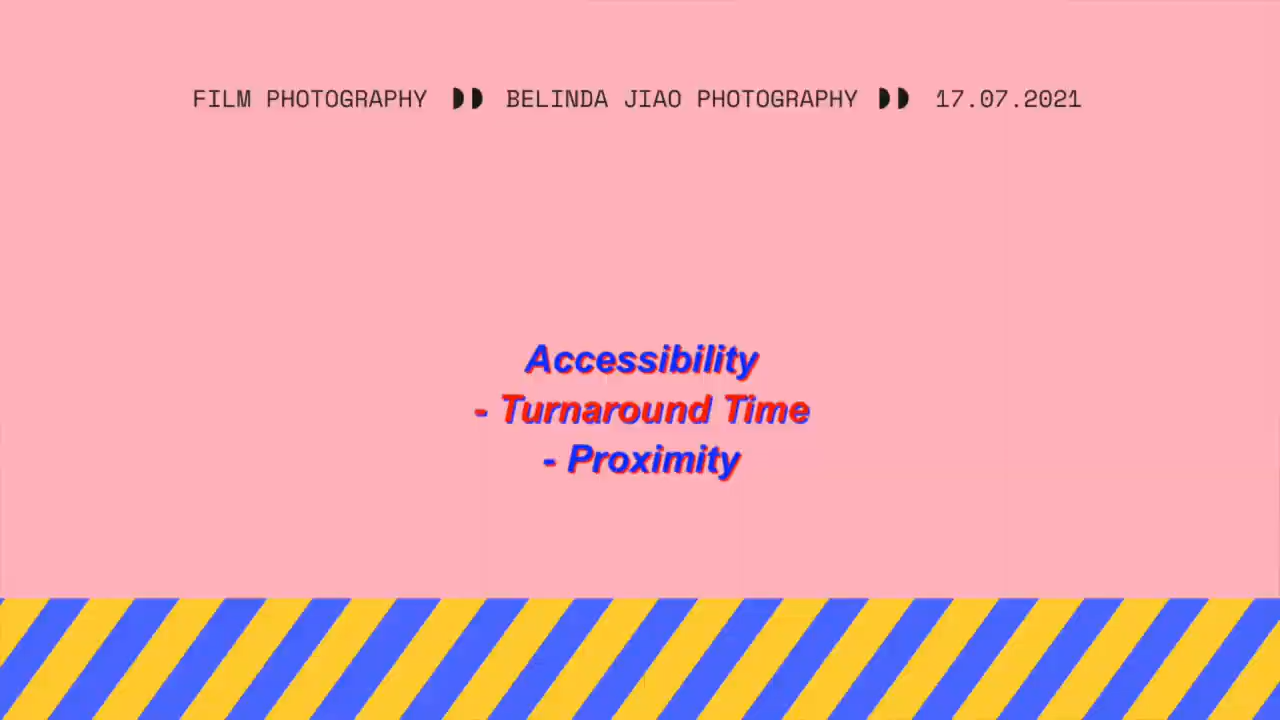 FILM PHOTOGRAPHY BELINDA JIAO PHOTOGRAPHY 17.07.2021
Accessibility
- Turnaround Time
- Proximity